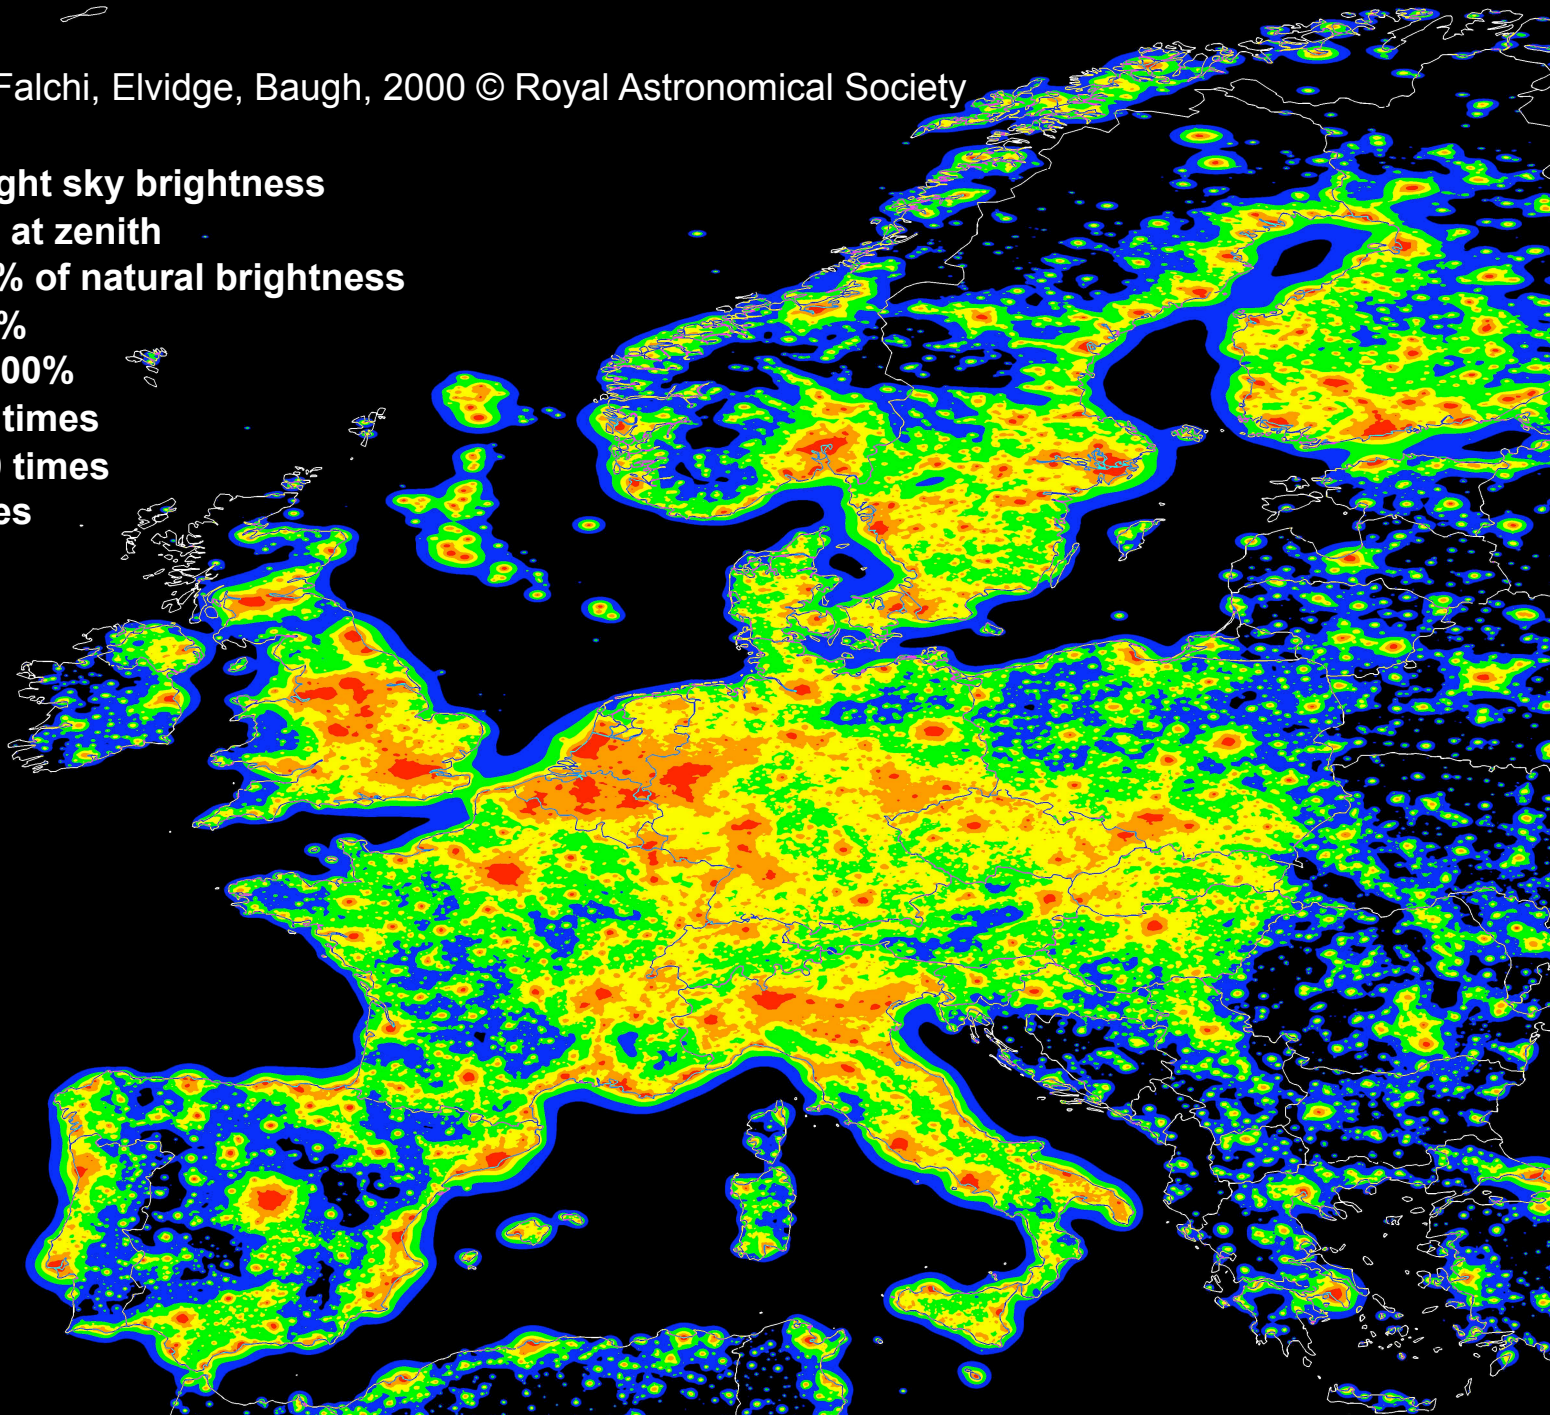 Falchi, Elvidge, Baugh, 2000 © Royal Astronomical Society
ght sky brightness
at zenith
% of natural brightness
%
00%
times
times
es